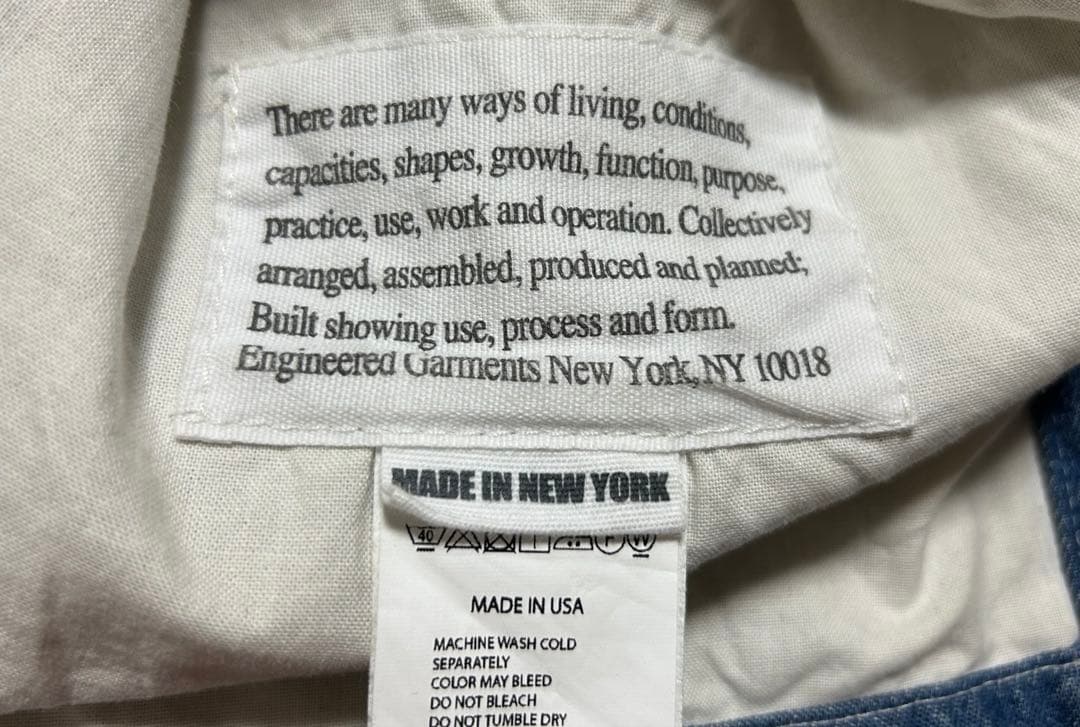 There are many ways of living, conditions,
capacities, shapes, growth, function, purpose,
practice, use, work and operation. Collectively
arranged, assembled, produced and planned;
Built showing use, process and form.
Engineered Garments New York, NY 10018
MADE IN NEW YORK
40
MADE IN USA
MACHINE WASH COLD
SEPARATELY
COLOR MAY BLEED
DO NOT BLEACH
DO NOT TUMBLE DRY